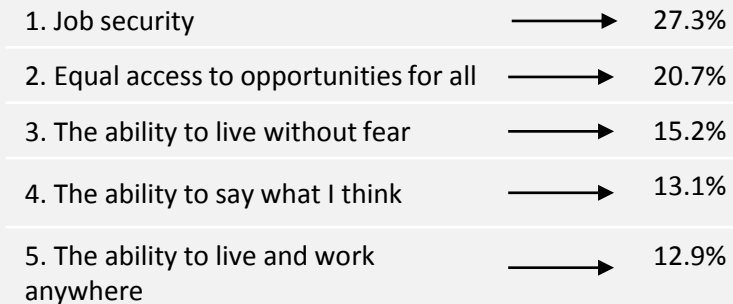 1. Job security 27.3%
2. Equal access to opportunities for all 20.7%
3. The ability to live without fear 15.2%
4. The ability to say what I think 13.1%
5. The ability to live and work 12.9%
anywhere